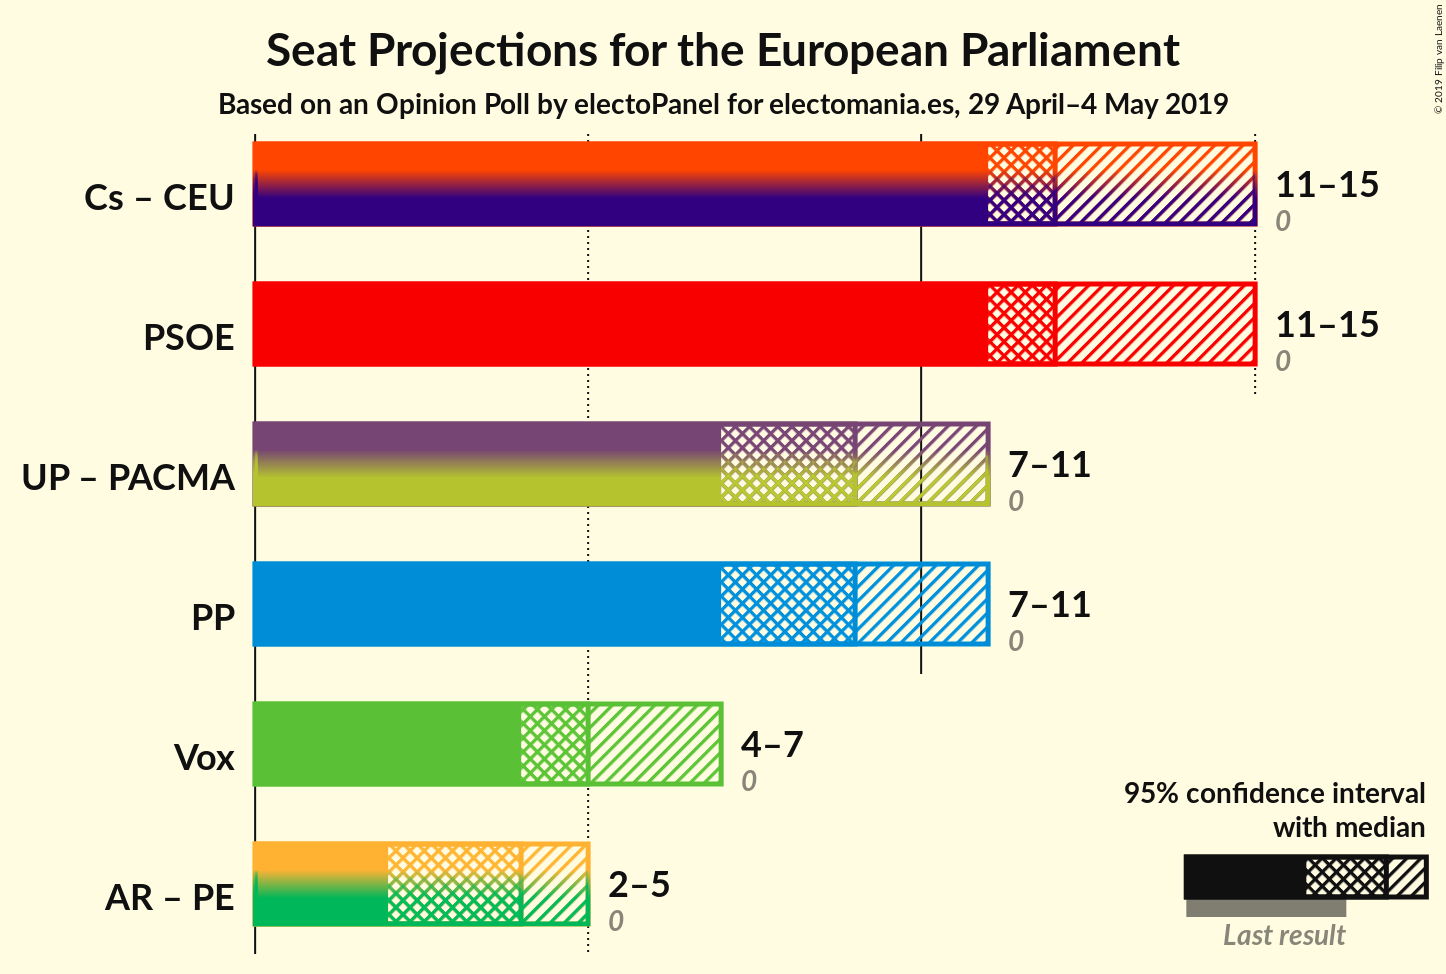 Seat Projections for the European Parliament
Based on an Opinion Poll by electoPanel for electomania.es, 29 April–4 May 2019
© 2019 Filip van Laenen
Cs – CEU
11–15
0
PSOE
11–15
0
UP – PACMA
7–11
0
PP
7–11
0
Vox
4–7
0
AR – PE
2–5
0
95% confidence interval
with median
Last result